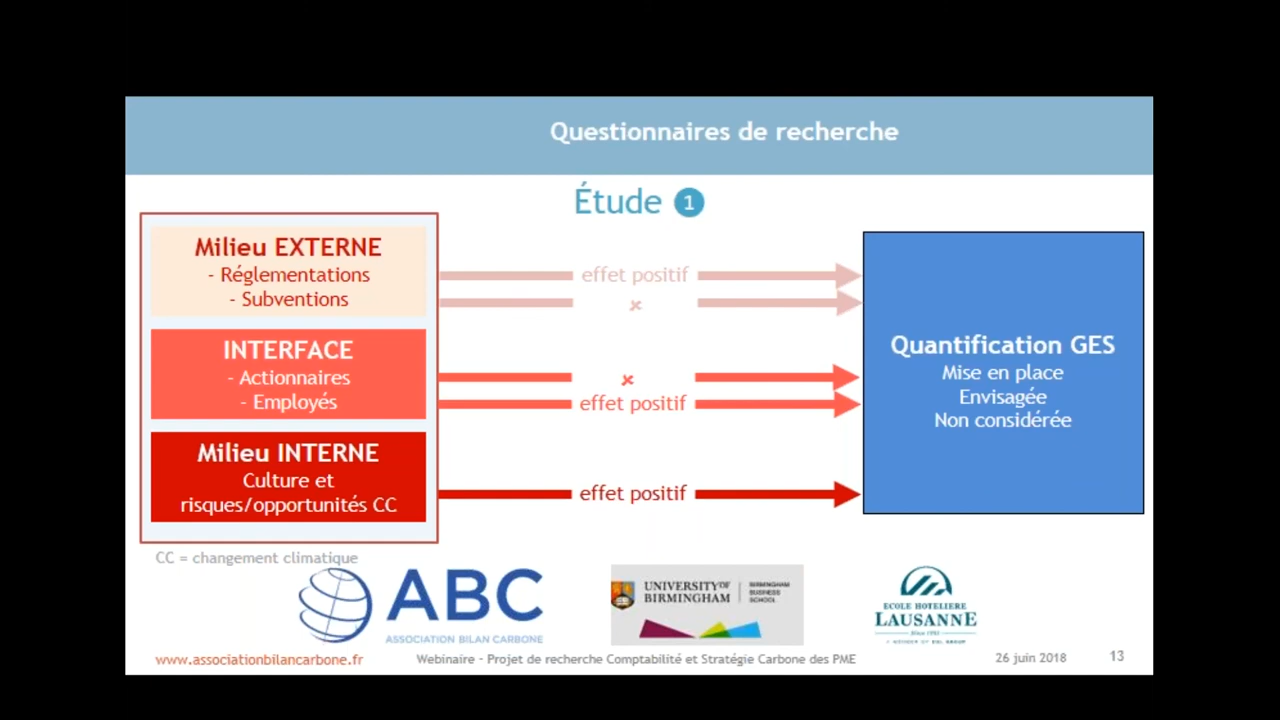 Questionnaires de recherche
Étude 1
Milieu EXTERNE
- Réglementations
- Subventions
effet positif
×
INTERFACE
- Actionnaires
- Employés
×
effet positif
Milieu INTERNE
Culture et
risques/opportunités CC
effet positif
Quantification GES
Mise en place
Envisagée
Non considérée
CC = changement climatique
ABC
ASSOCIATION BILAN CARBONE
UNIVERSITY OF
BIRMINGHAM
BIRMINGHAM
BUSINESS
SCHOOL
ECOLE HOTELIERE
LAUSANNE
Since 1893
www.associationbilancarbone.fr
Webinaire - Projet de recherche Comptabilité et Stratégie Carbone des PME
26 juin 2018
13